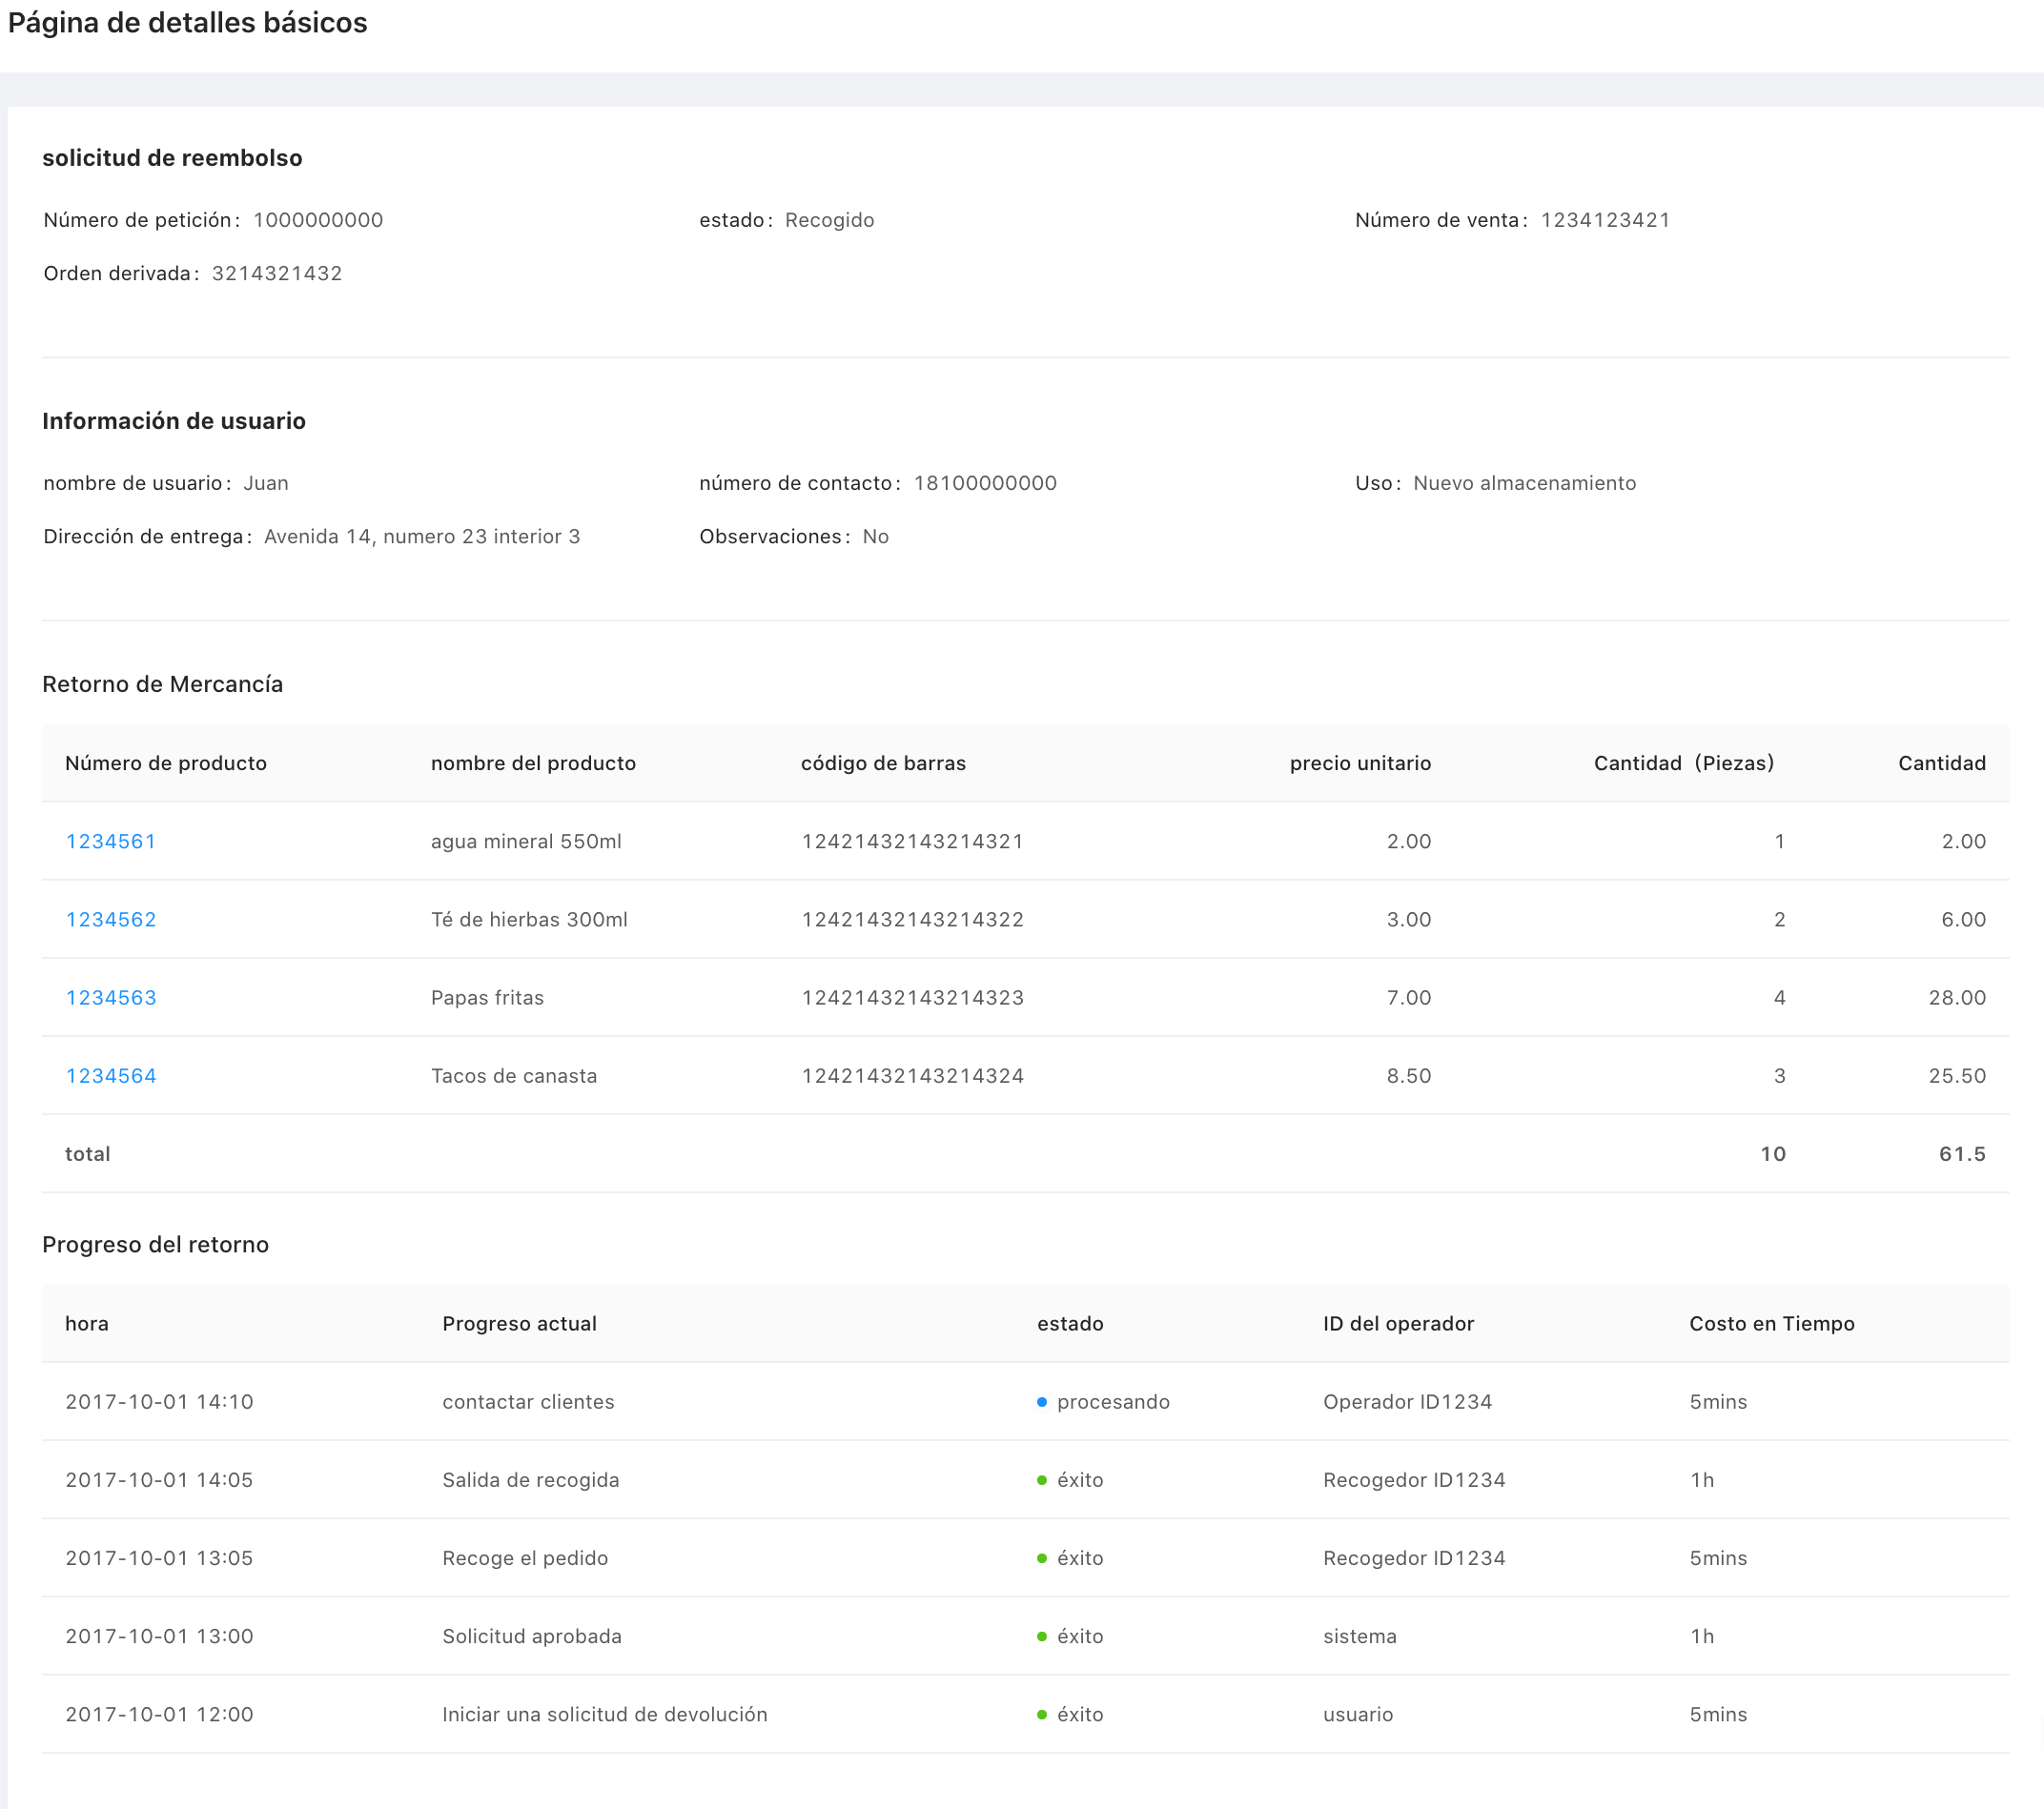 Página de detalles básicos
solicitud de reembolso
Número de petición: 1000000000 estado: Recogido Número de venta: 1234123421
Orden derivada: 3214321432
Información de usuario
nombre de usuario: Juan número de contacto: 18100000000 Uso: Nuevo almacenamiento
Dirección de entrega: Avenida 14, numero 23 interior 3 Observaciones: No
Retorno de Mercancía
Número de producto nombre del producto código de barras precio unitario Cantidad（Piezas） Cantidad
1234561 agua mineral 550ml 12421432143214321 2.00 1 2.00
1234562 Té de hierbas 300ml 12421432143214322 3.00 2 6.00
1234563 Papas fritas 12421432143214323 7.00 4 28.00
1234564 Tacos de canasta 12421432143214324 8.50 3 25.50
total 10 61.5
Progreso del retorno
hora Progreso actual estado ID del operador Costo en Tiempo
2017-10-01 14:10 contactar clientes procesando Operador ID1234 5mins
2017-10-01 14:05 Salida de recogida éxito Recogedor ID1234 1h
2017-10-01 13:05 Recoge el pedido éxito Recogedor ID1234 5mins
2017-10-01 13:00 Solicitud aprobada éxito sistema 1h
2017-10-01 12:00 Iniciar una solicitud de devolución éxito usuario 5mins